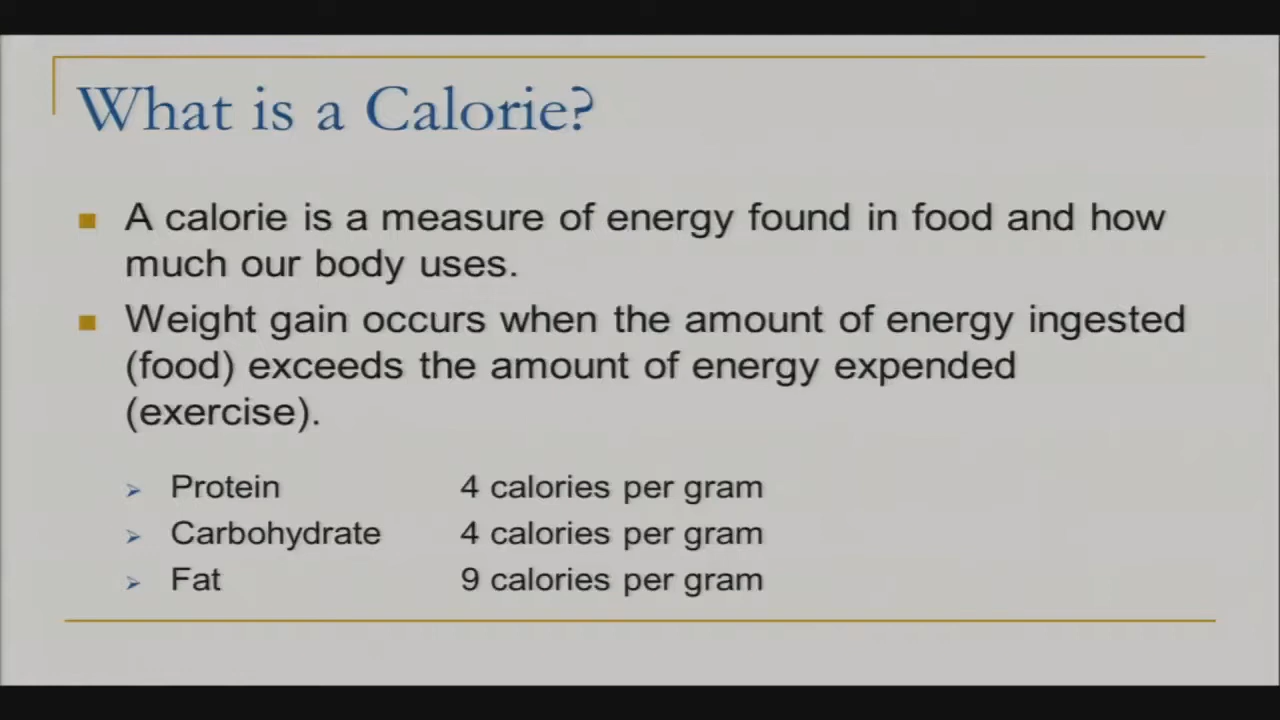 What is a Calorie?
A calorie is a measure of energy found in food and how
much our body uses.
Weight gain occurs when the amount of energy ingested
(food) exceeds the amount of energy expended
(exercise).
Protein 4 calories per gram
Carbohydrate 4 calories per gram
Fat 9 calories per gram